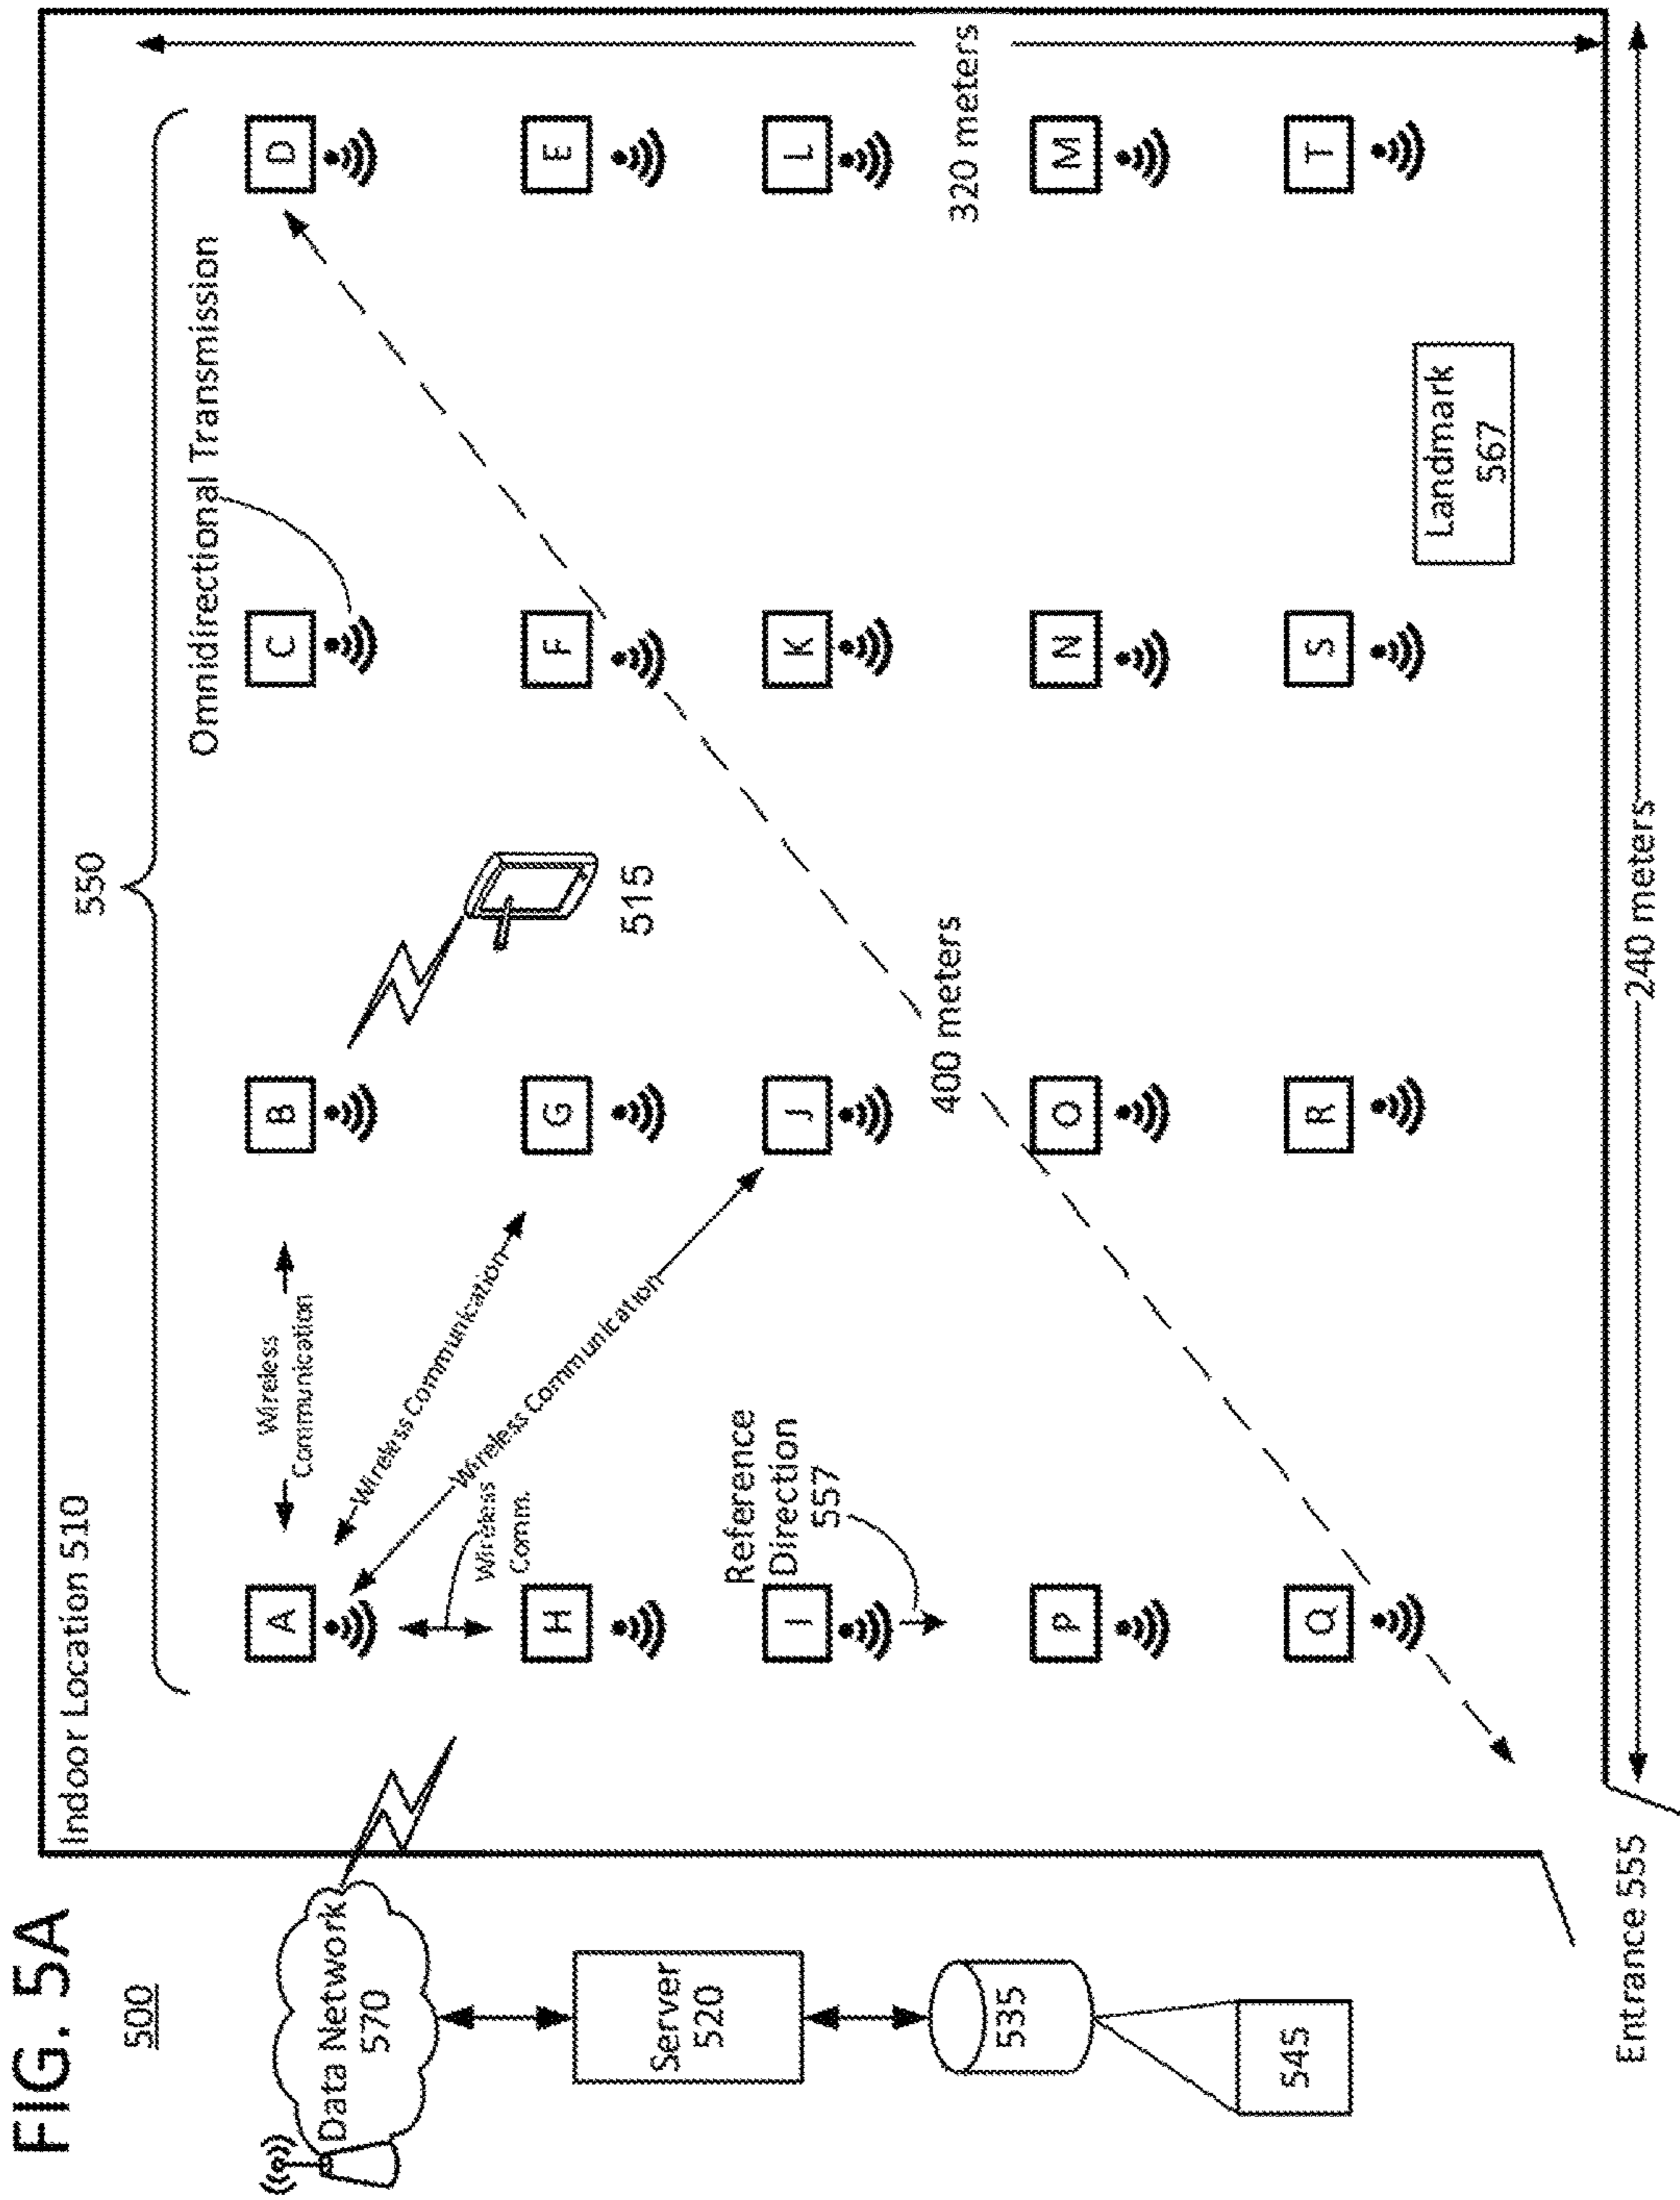 FIG. 5A
500
Indoor Location 510
550
Omnidirectional Transmission
Data Network
570
Server
520
535
545
A
B
C
D
Wireless
Communication
Wireless Communication
Wireless Communication
Wireless
Comm.
515
H
G
F
E
Reference
Direction
557
I
J
K
L
400 meters
320 meters
P
O
N
M
Q
R
S
T
Landmark
567
Entrance 555
240 meters